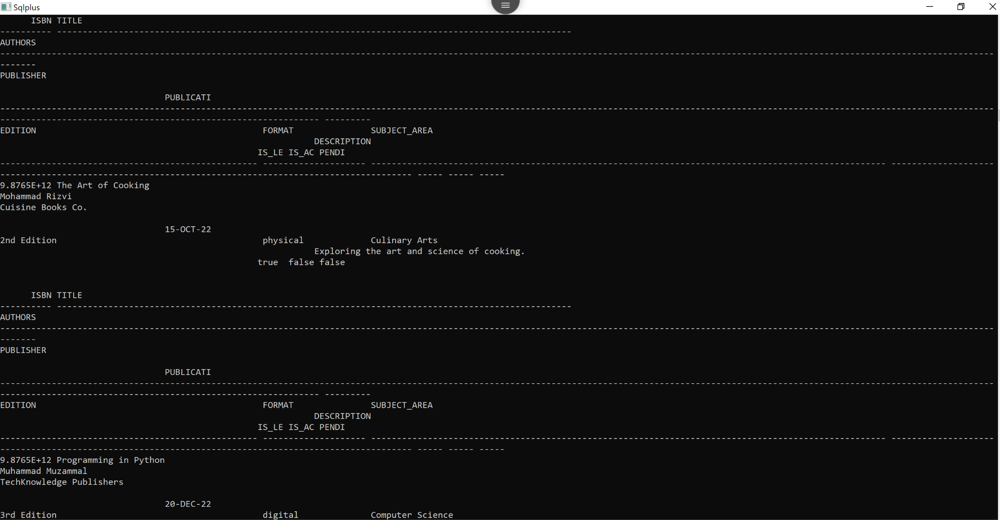 Sqlplus
ISBN TITLE
---------- ----------------------------------------------------------------------------------------------------
AUTHORS
-------------------------------------------------------------------------------------------------------------------------------------------------------------------------------------------------
-------
PUBLISHER
PUBLICATI
-------------------------------------------------------------------------------------------------------------------------------------------------------------------------------------------------
-------------------------------------------------------------- ---------
EDITION FORMAT SUBJECT_AREA
DESCRIPTION
IS_LE IS_AC PENDI
-------------------------------------------------- -------------------- ---------------------------------------------------------------------------------------------------- --------------------
-------------------------------------------------------------------------------- ----- ----- -----
9.8765E+12 The Art of Cooking
Mohammad Rizvi
Cuisine Books Co.
15-OCT-22
2nd Edition physical Culinary Arts
Exploring the art and science of cooking.
true false false
ISBN TITLE
---------- ----------------------------------------------------------------------------------------------------
AUTHORS
-------------------------------------------------------------------------------------------------------------------------------------------------------------------------------------------------
-------
PUBLISHER
PUBLICATI
-------------------------------------------------------------------------------------------------------------------------------------------------------------------------------------------------
-------------------------------------------------------------- ---------
EDITION FORMAT SUBJECT_AREA
DESCRIPTION
IS_LE IS_AC PENDI
-------------------------------------------------- -------------------- ---------------------------------------------------------------------------------------------------- --------------------
-------------------------------------------------------------------------------- ----- ----- -----
9.8765E+12 Programming in Python
Muhammad Muzammal
TechKnowledge Publishers
20-DEC-22
3rd Edition digital Computer Science